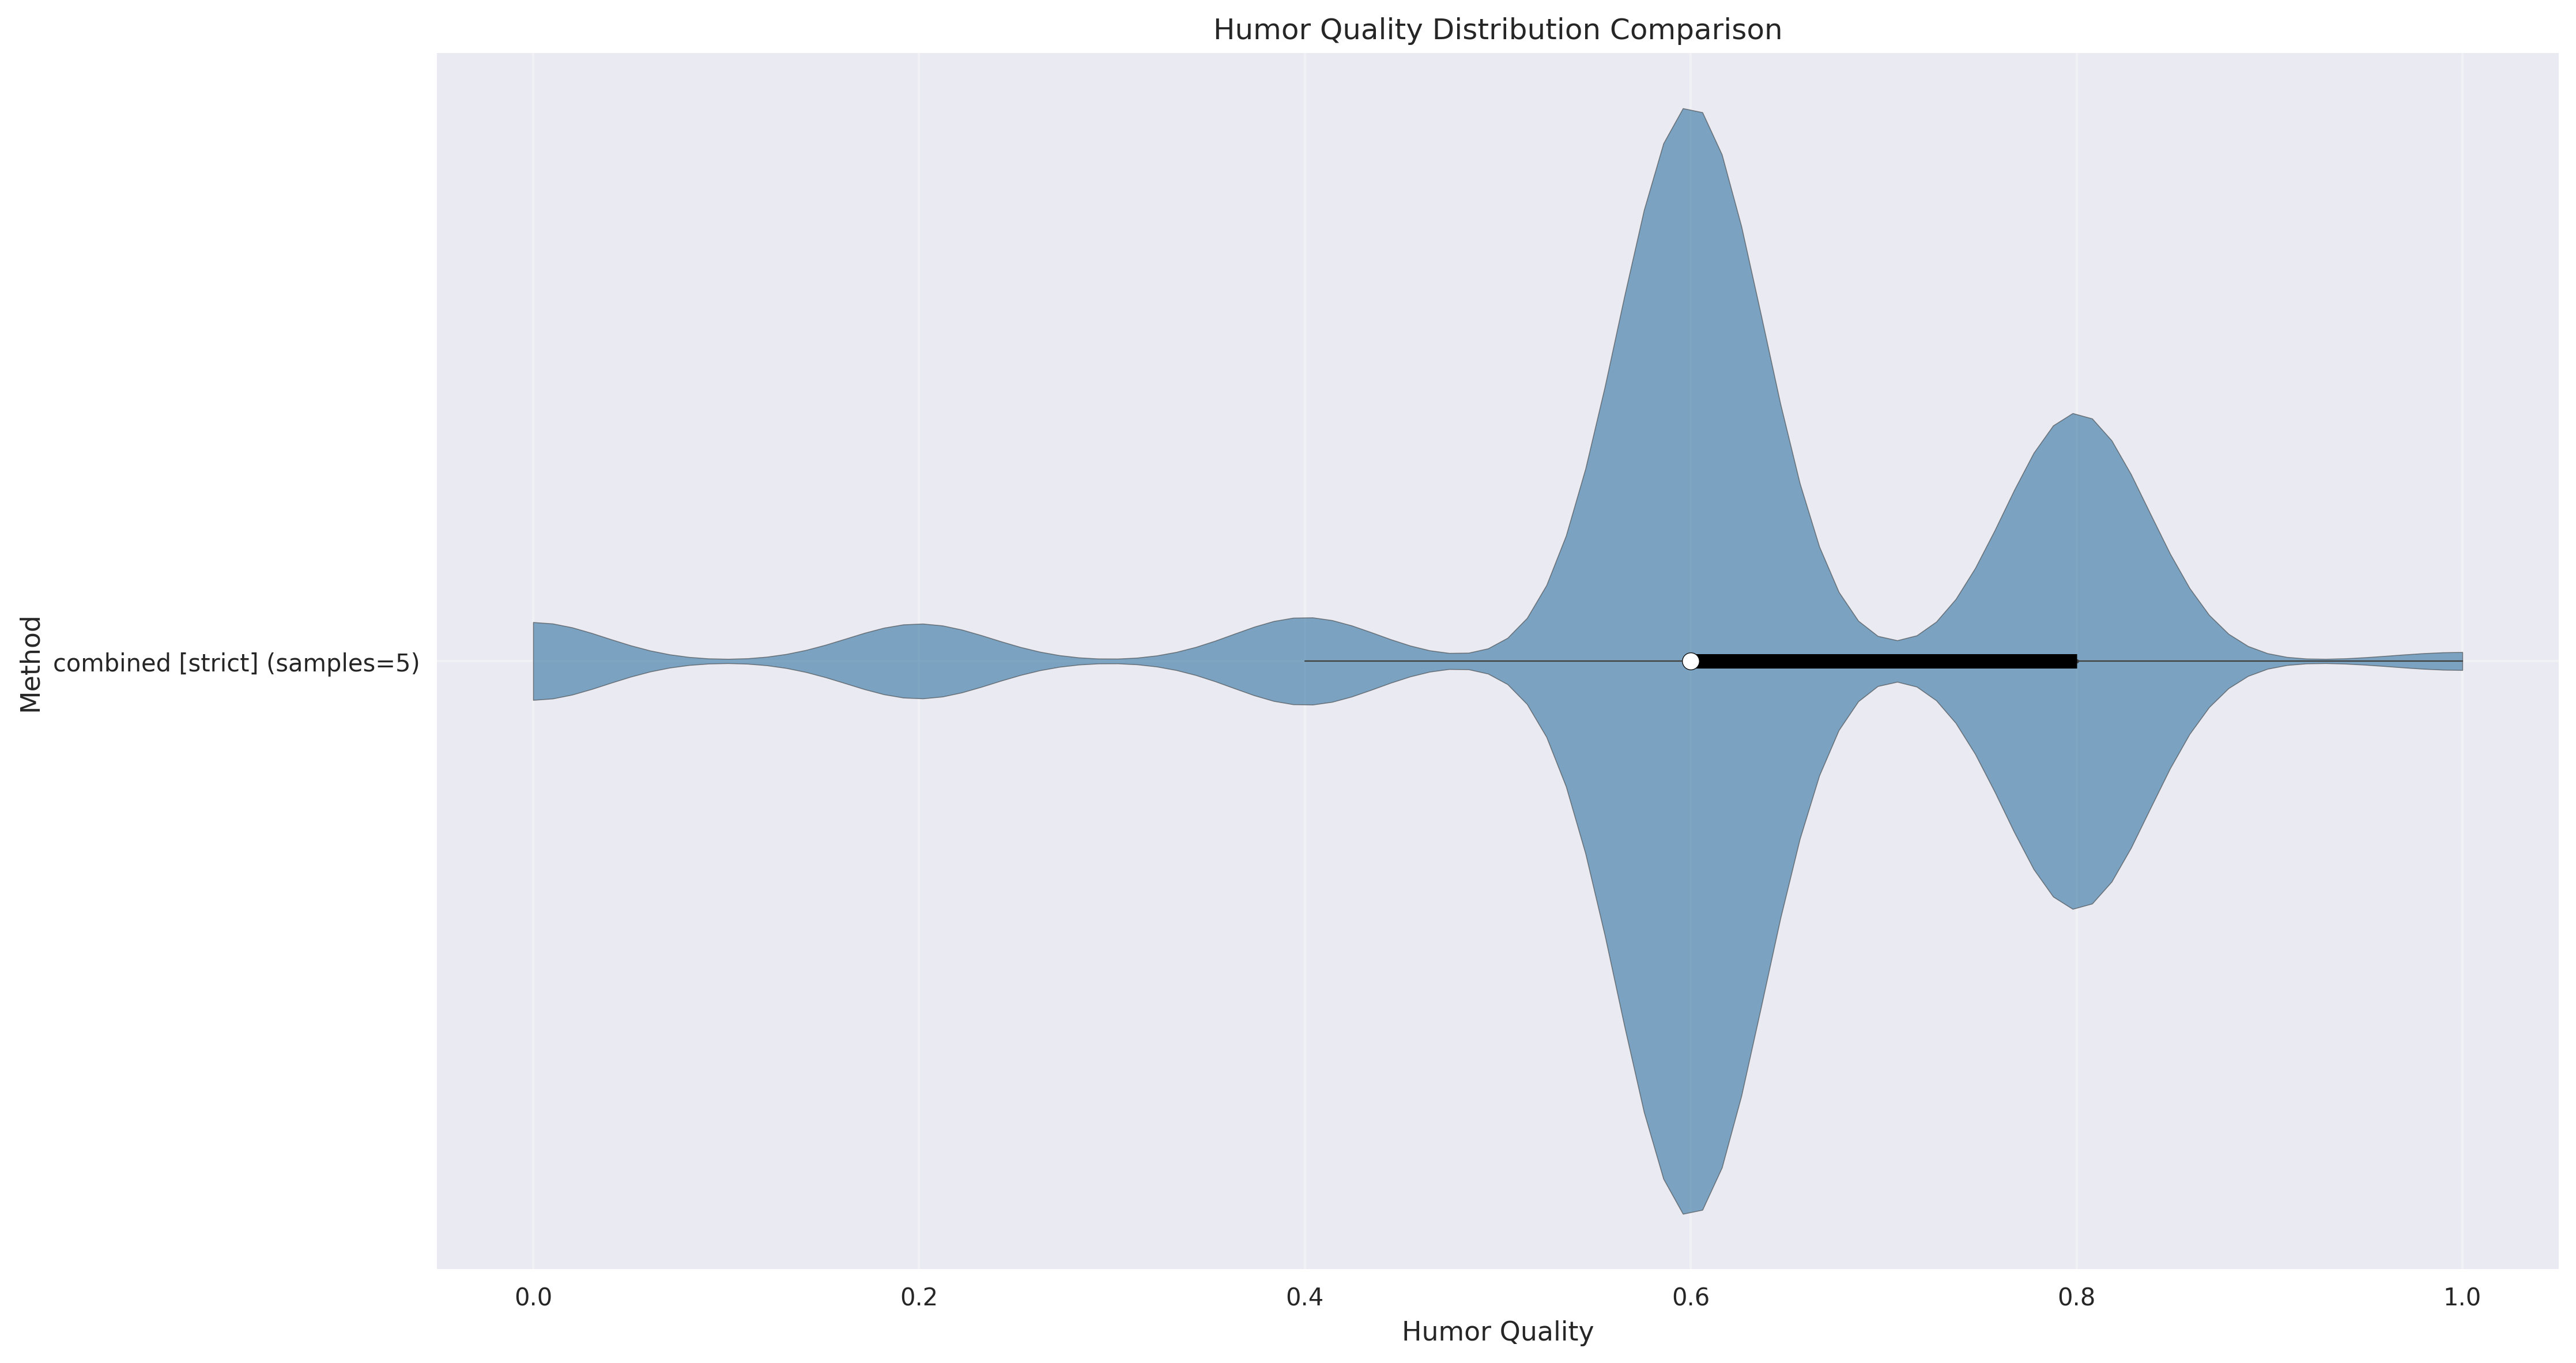 Humor Quality Distribution Comparison
Method
combined [strict] (samples=5)
0.0 0.2 0.4 0.6 0.8 1.0
Humor Quality